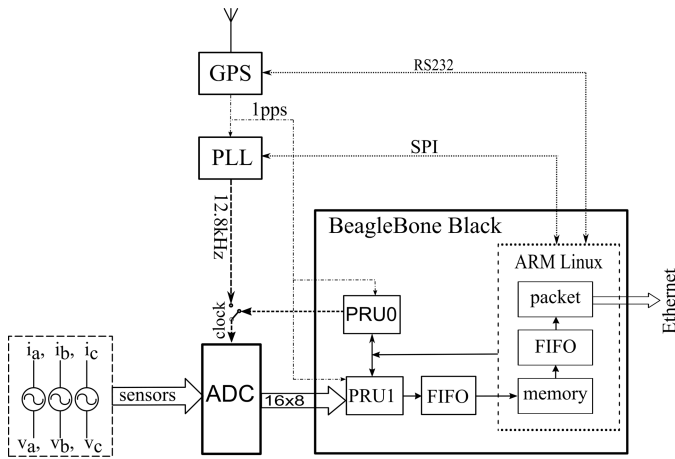 GPS
RS232
1pps
PLL
SPI
12.8kHz
BeagleBone Black
ARM Linux
packet
Ethernet
clock
PRU0
FIFO
ia, ib, ic
sensors
ADC
16x8
PRU1
FIFO
memory
va, vb, vc